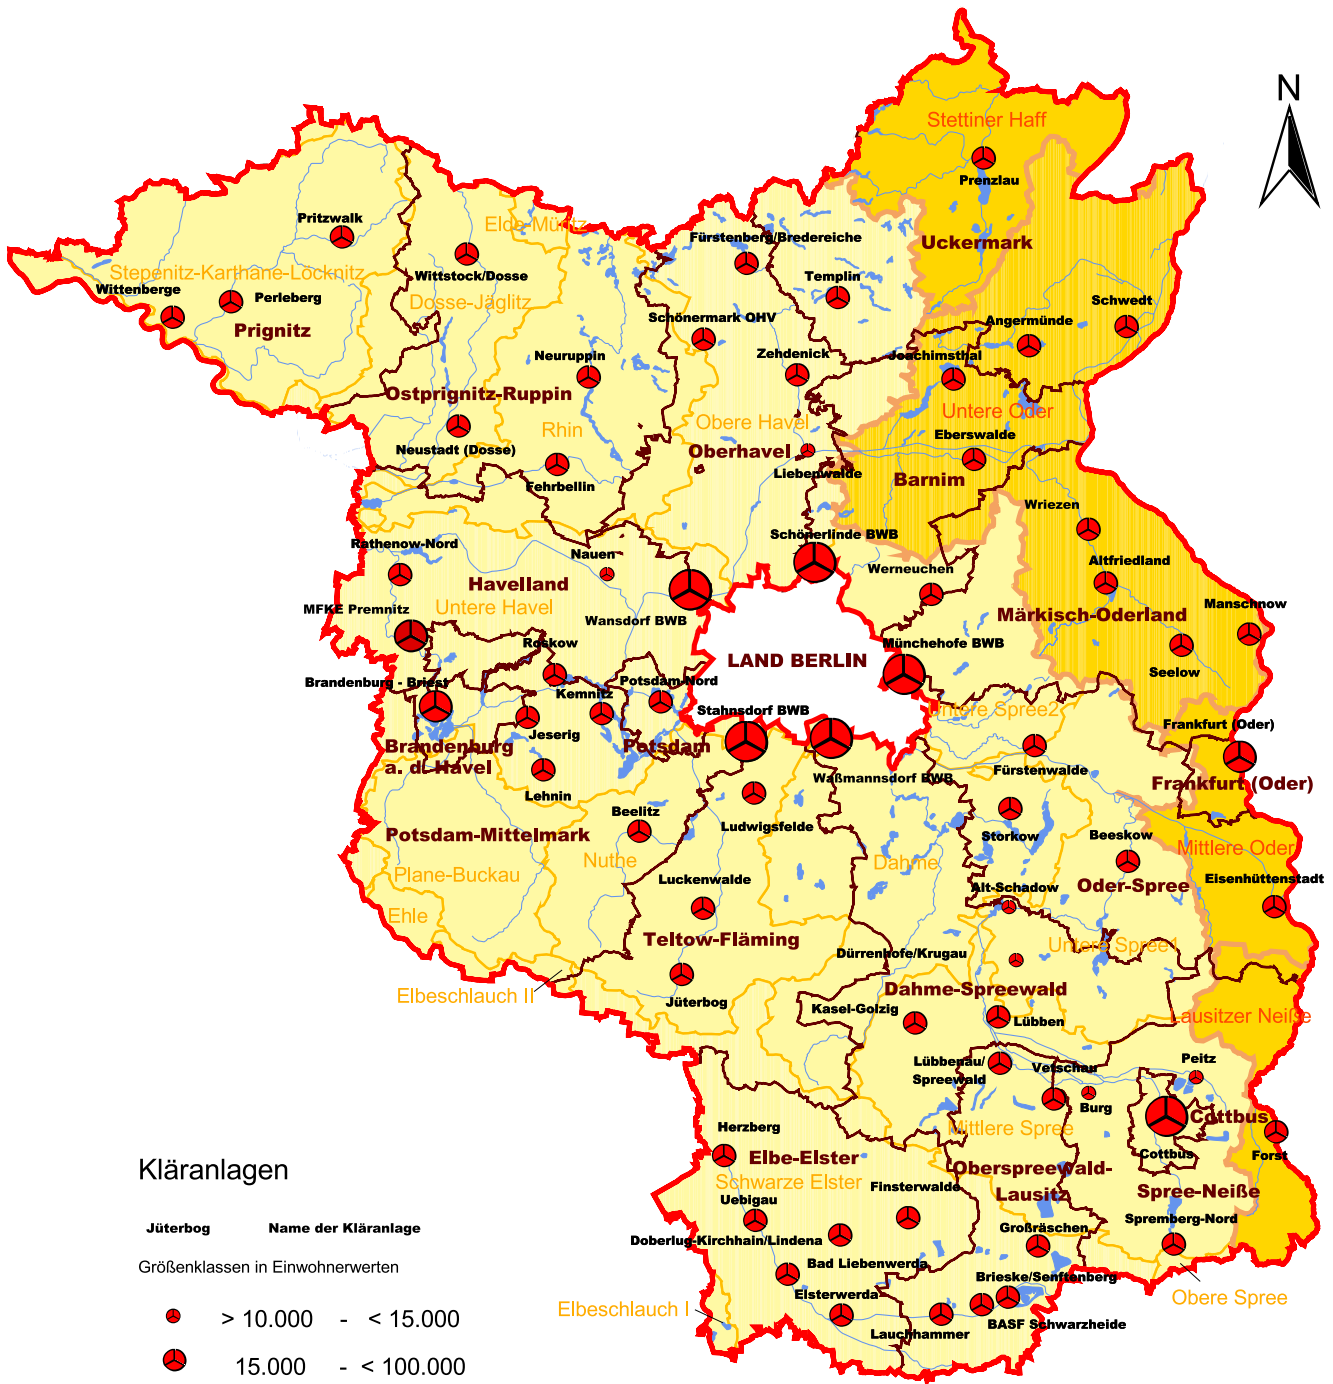 N
Stettiner Haff
Prenzlau
Uckermark
Pritzwalk
Elde-Müritz
Fürstenberg/Bredereiche
Stepenitz-Karthane-Löcknitz
Wittstock/Dosse
Templin
Wittenberge
Perleberg
Dosse-Jäglitz
Schwedt
Prignitz
Schönermark OHV
Angermünde
Neuruppin
Zehdenick
Joachimsthal
Ostprignitz-Ruppin
Untere Oder
Rhin
Obere Havel
Eberswalde
Neustadt (Dosse)
Oberhavel
Liebenwalde
Barnim
Fehrbellin
Wriezen
Schönerlinde BWB
Rathenow-Nord
Nauen
Werneuchen
Altfriedland
Havelland
MFKE Premnitz
Untere Havel
Wansdorf BWB
Märkisch-Oderland
Manschnow
Roskow
Münchehofe BWB
LAND BERLIN
Seelow
Brandenburg - Briest
Kemnitz
Potsdam-Nord
Stahnsdorf BWB
Untere Spree2
Frankfurt (Oder)
Jeserig
Brandenburg
a. d. Havel
Potsdam
Waßmannsdorf BWB
Fürstenwalde
Frankfurt (Oder)
Lehnin
Beelitz
Ludwigsfelde
Storkow
Beeskow
Potsdam-Mittelmark
Nuthe
Dahme
Mittlere Oder
Plane-Buckau
Luckenwalde
Alt-Schadow
Oder-Spree
Eisenhüttenstadt
Ehle
Teltow-Fläming
Dürrenhofe/Krugau
Untere Spree1
Elbeschlauch II
Jüterbog
Dahme-Spreewald
Kasel-Golzig
Lübben
Lausitzer Neiße
Lübbenau/
Spreewald
Vetschau
Peitz
Burg
Cottbus
Herzberg
Mittlere Spree
Cottbus
Forst
Elbe-Elster
Oberspreewald-
Lausitz
Kläranlagen
Schwarze Elster
Finsterwalde
Spree-Neiße
Uebigau
Großräschen
Spremberg-Nord
Jüterbog Name der Kläranlage
Doberlug-Kirchhain/Lindena
Größenklassen in Einwohnerwerten
Bad Liebenwerda
Brieske/Senftenberg
Elsterwerda
Obere Spree
Elbeschlauch I
> 10.000 - < 15.000
Lauchhammer
BASF Schwarzheide
15.000 - < 100.000